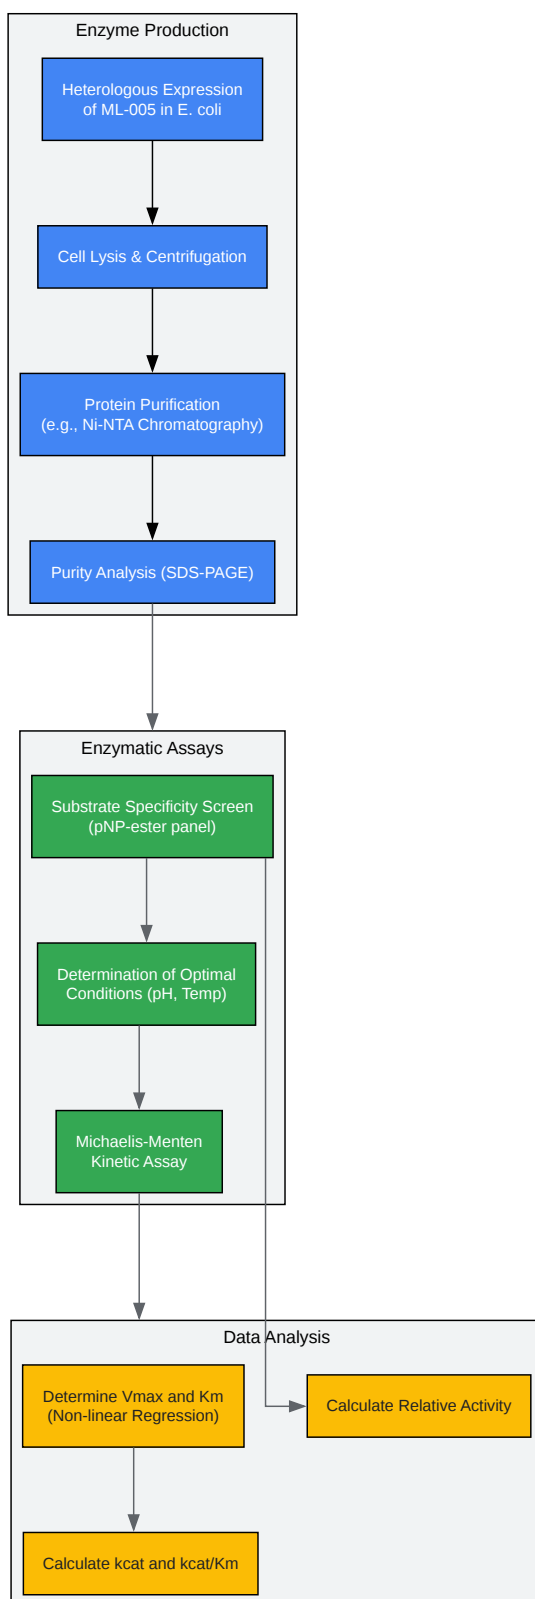 Enzyme Production
Heterologous Expression
of ML-005 in E. coli
Cell Lysis & Centrifugation
Protein Purification
(e.g., Ni-NTA Chromatography)
Purity Analysis (SDS-PAGE)
Enzymatic Assays
Substrate Specificity Screen
(pNP-ester panel)
Determination of Optimal
Conditions (pH, Temp)
Michaelis-Menten
Kinetic Assay
Data Analysis
Determine Vmax and Km
(Non-linear Regression)
Calculate Relative Activity
Calculate kcat and kcat/Km